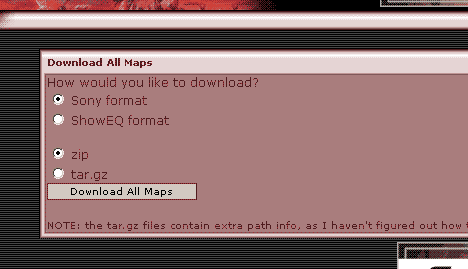 Download All Maps
How would you like to download?
Sony format
ShowEQ format
zip
tar.gz
Download All Maps
NOTE: the tar.gz files contain extra path info, as I haven't figured out how